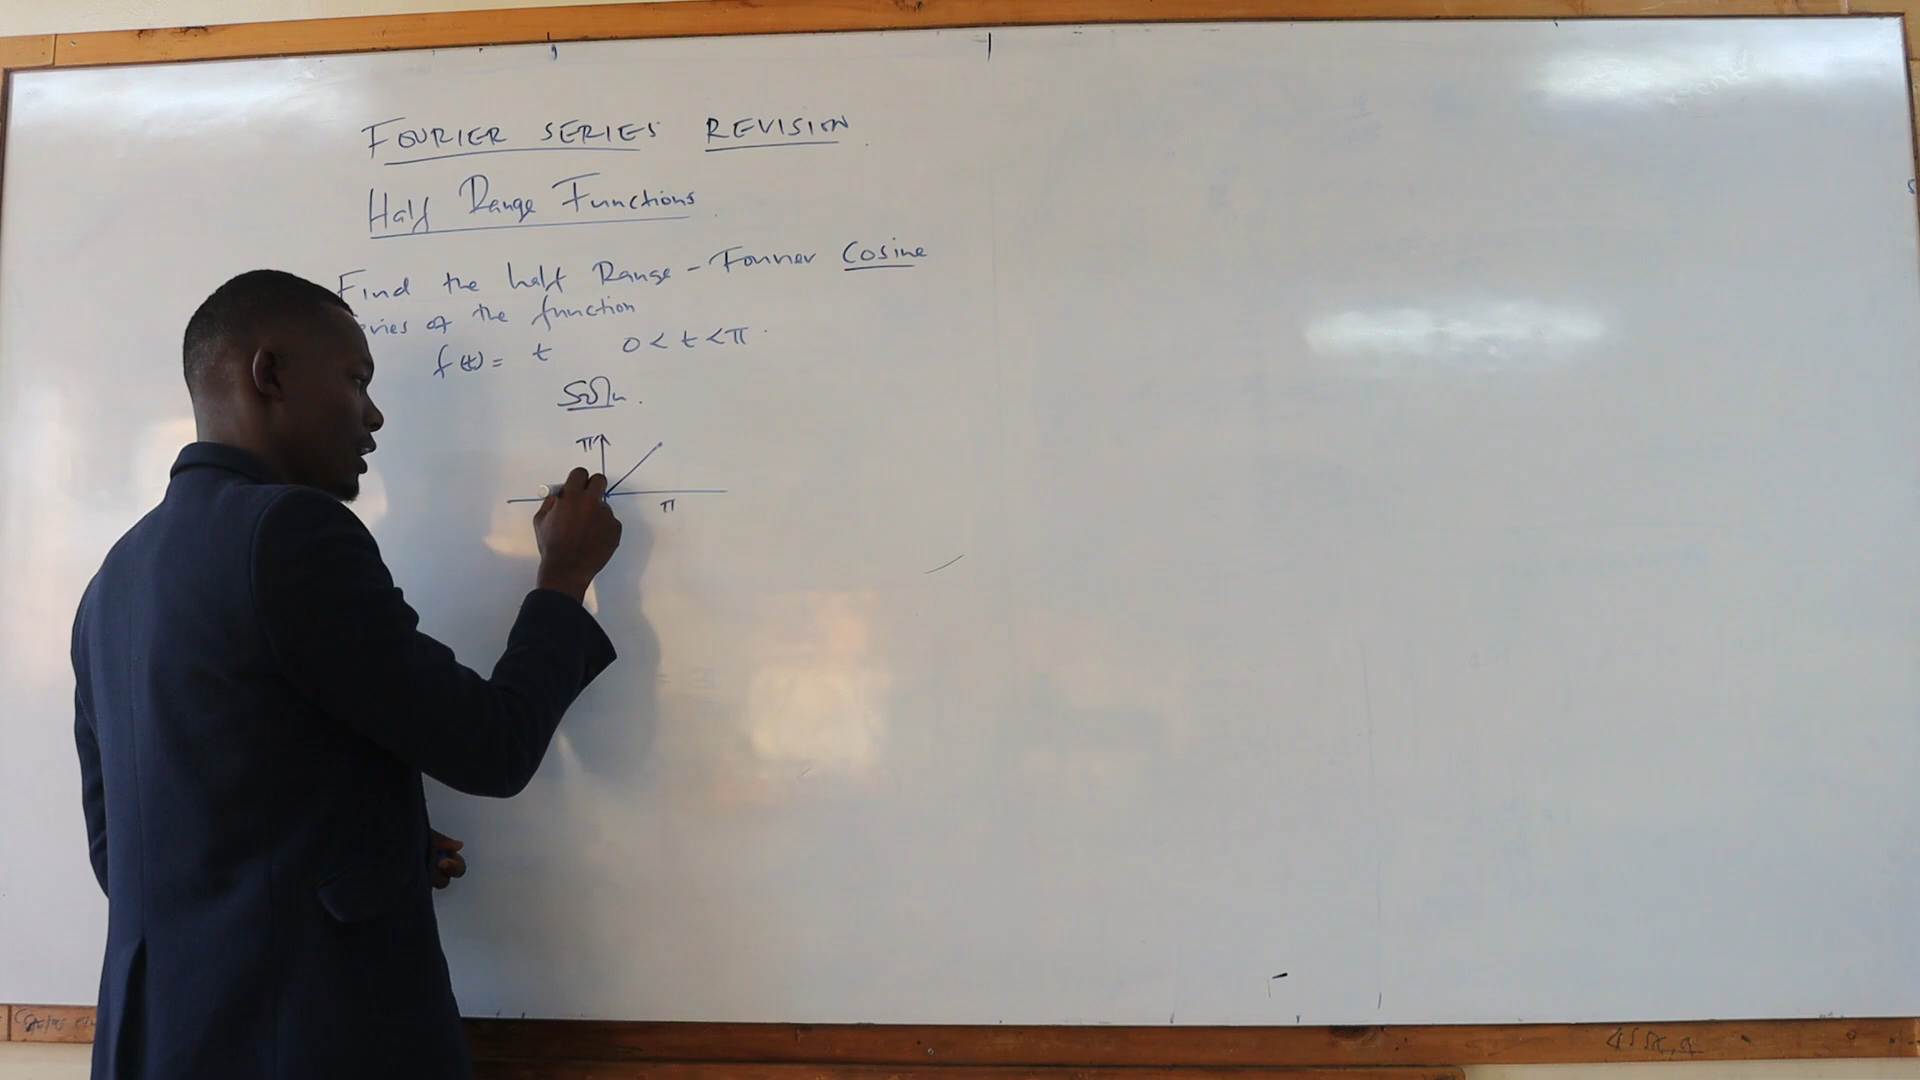 FOURIER SERIES REVISION
Half Range Functions
Find the half Range - Fourier Cosine
eries of the function
f(t) = t 0 < t < π
Soln.
π
π